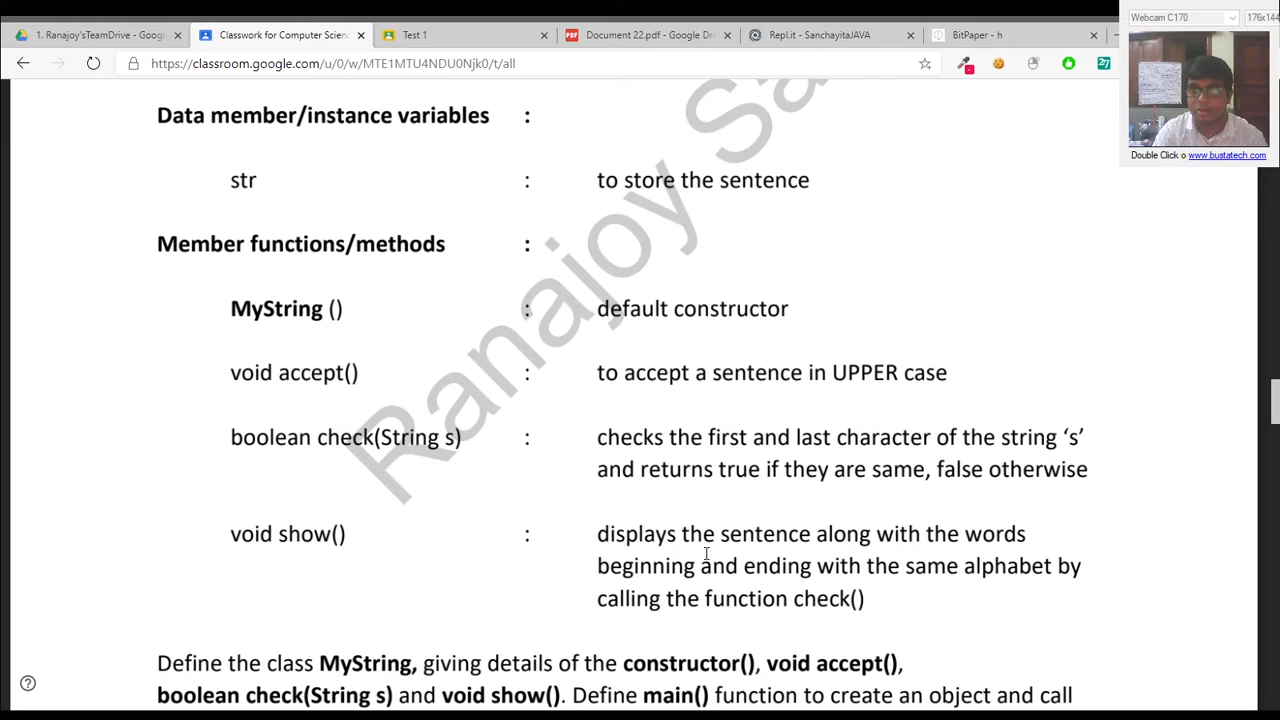 Webcam C170
176x144
1. Ranajoy'sTeamDrive - Googl
Classwork for Computer Scienc
Test 1
Document 22.pdf - Google Dri
Repl.it - SanchayitaJAVA
BitPaper - h
https://classroom.google.com/u/0/w/MTE1MTU4NDU0Njk0/t/all
27
Double Click o www.bustatech.com
Data member/instance variables :
str : to store the sentence
Member functions/methods :
MyString () : default constructor
void accept() : to accept a sentence in UPPER case
boolean check(String s) : checks the first and last character of the string ‘s’
and returns true if they are same, false otherwise
void show() : displays the sentence along with the words
beginning and ending with the same alphabet by
calling the function check()
Define the class MyString, giving details of the constructor(), void accept(),
boolean check(String s) and void show(). Define main() function to create an object and call
Ranajoy Sa